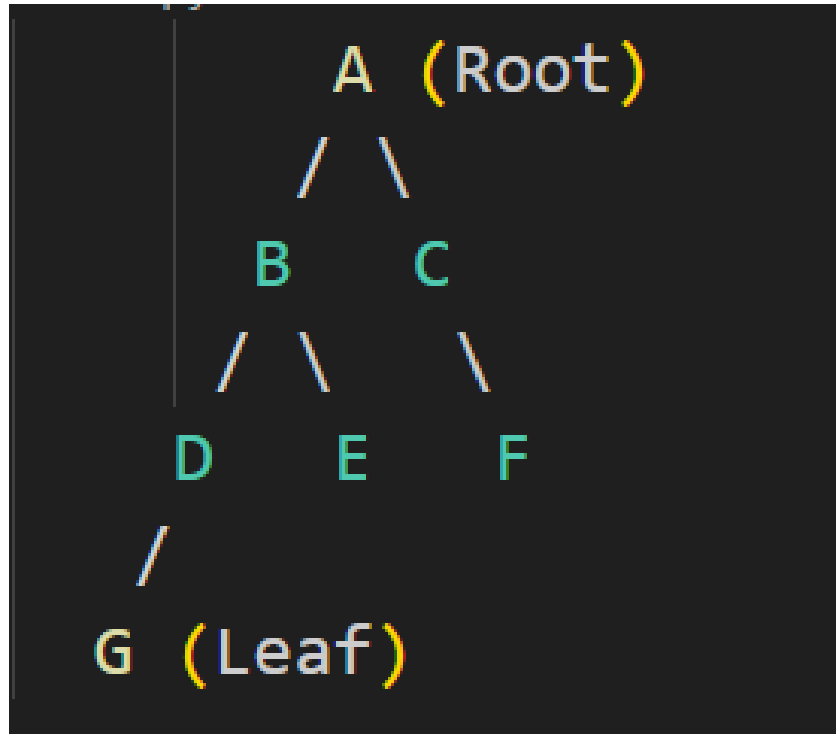 A (Root)
/ \
B C
/ \ \
D E F
/
G (Leaf)